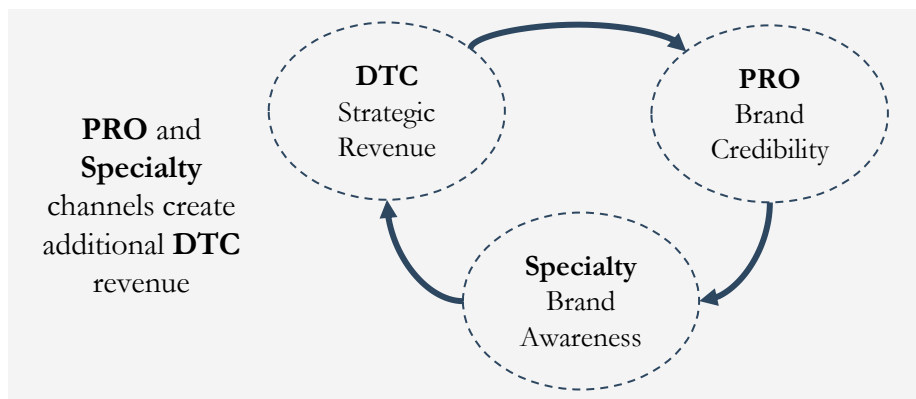 PRO and
Specialty
channels create
additional DTC
revenue
DTC
Strategic
Revenue
PRO
Brand
Credibility
Specialty
Brand
Awareness